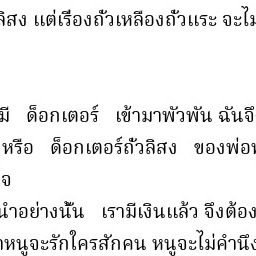 ลิสง แต่เรื่องถั่วเหลืองถั่วแระ จะไม
มี ด็อกเตอร์ เข้ามาพัวพัน ฉันจึ
หรือ ด็อกเตอร์ถั่วลิสง ของพ่อพ
จ
นำอย่างนั้น เรามีเงินแล้ว จึงต้อง
หนูจะรักใครสักคน หนูจะไม่คำนึง